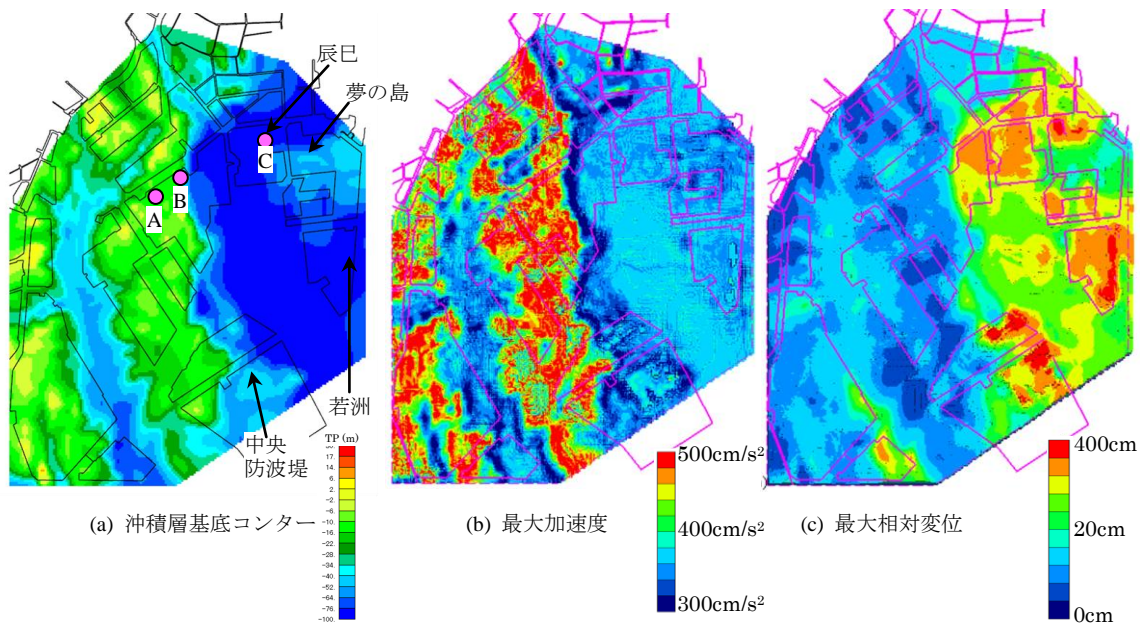 辰巳
夢の島
C
B
A
若洲
中央
防波堤
TP (m)
17.
14.
6.
2.
-2.
-6.
-10.
-16.
-22.
-28.
-34.
-40.
-52.
-64.
-76.
-100.
500cm/s²
400cm/s²
300cm/s²
400cm
20cm
0cm
(a) 沖積層基底コンター
(b) 最大加速度
(c) 最大相対変位